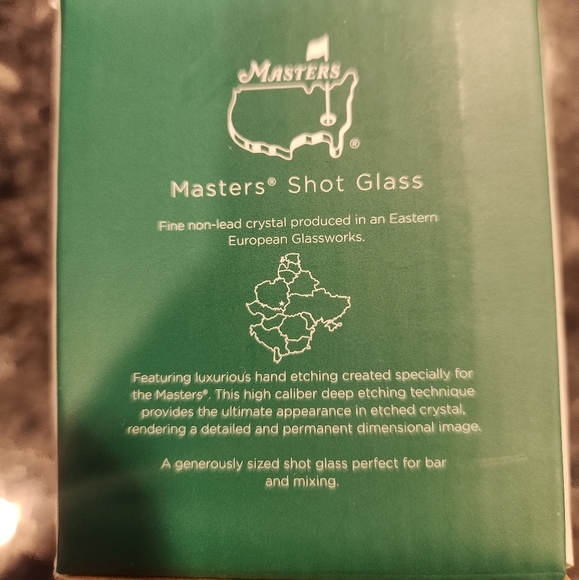 MASTERS
®
Masters® Shot Glass
Fine non-lead crystal produced in an Eastern
European Glassworks.
Featuring luxurious hand etching created specially for
the Masters®. This high caliber deep etching technique
provides the ultimate appearance in etched crystal,
rendering a detailed and permanent dimensional image.
A generously sized shot glass perfect for bar
and mixing.